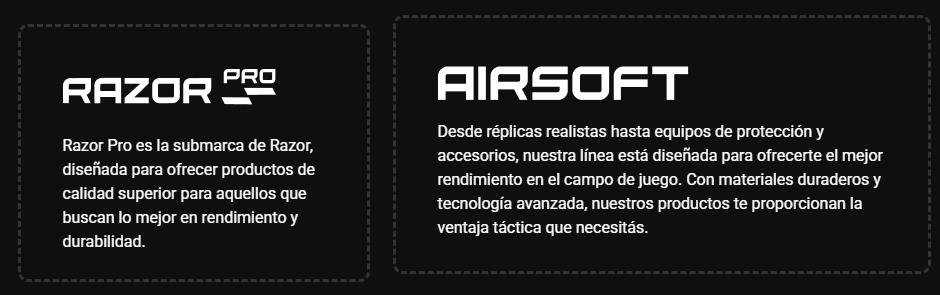 RAZOR PRO
Razor Pro es la submarca de Razor,
diseñada para ofrecer productos de
calidad superior para aquellos que
buscan lo mejor en rendimiento y
durabilidad.
AIRSOFT
Desde réplicas realistas hasta equipos de protección y
accesorios, nuestra línea está diseñada para ofrecerte el mejor
rendimiento en el campo de juego. Con materiales duraderos y
tecnología avanzada, nuestros productos te proporcionan la
ventaja táctica que necesitás.